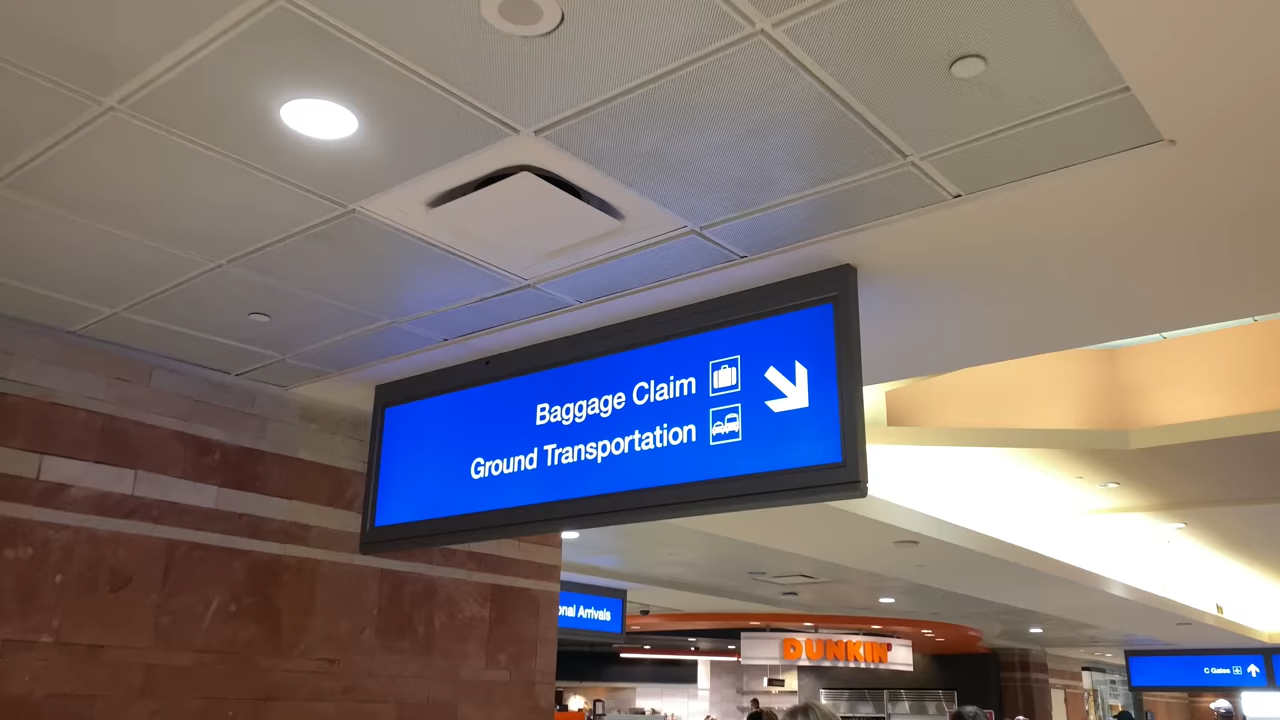 Baggage Claim
Ground Transportation
onal Arrivals
DUNKIN'
C Gates